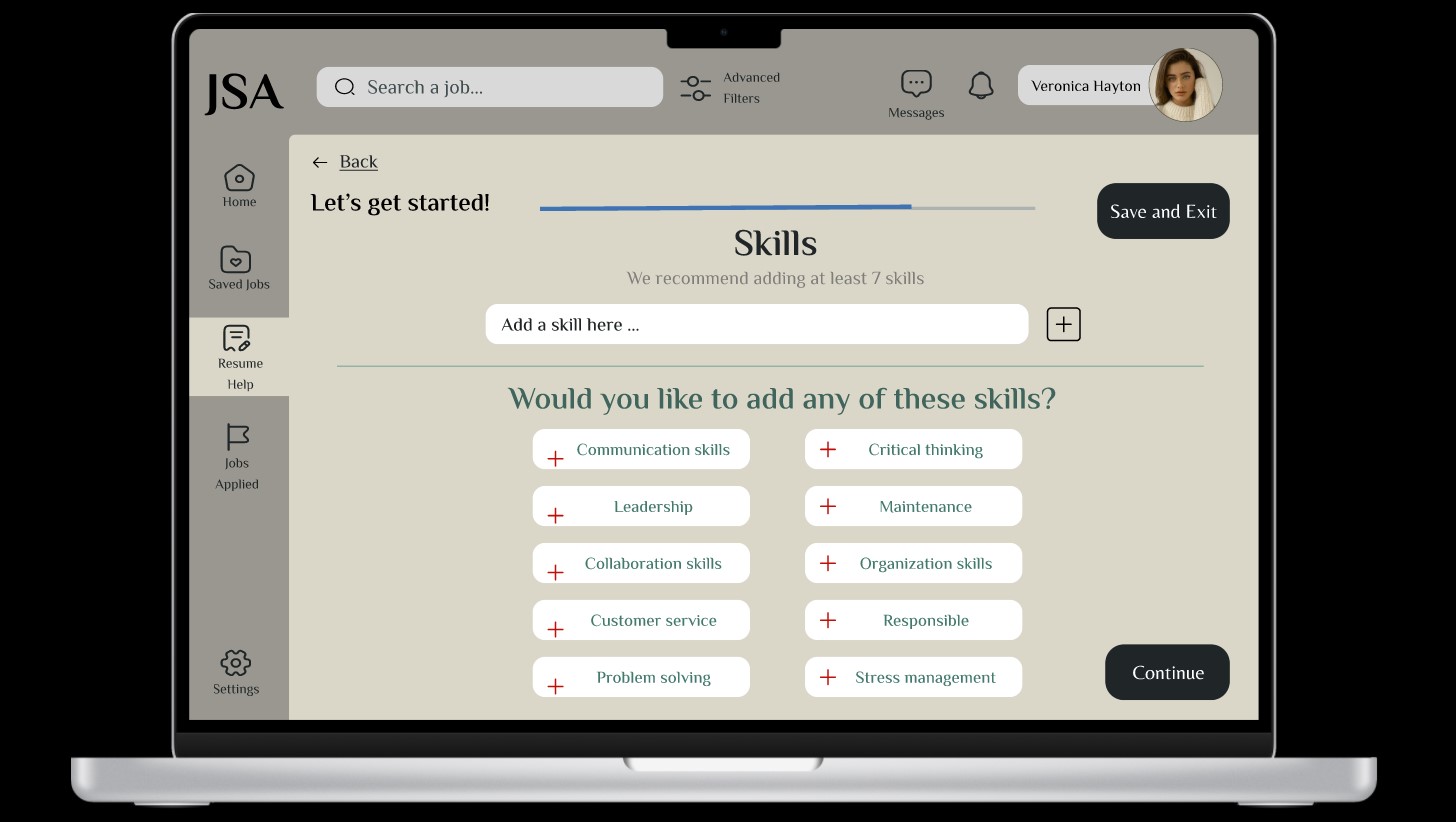 JSA
Search a job...
Advanced
Filters
Messages
Veronica Hayton
Home
Saved Jobs
Resume
Help
Jobs
Applied
Settings
Back
Let's get started!
Save and Exit
Skills
We recommend adding at least 7 skills
Add a skill here ...
Would you like to add any of these skills?
Communication skills
Critical thinking
Leadership
Maintenance
Collaboration skills
Organization skills
Customer service
Responsible
Problem solving
Stress management
Continue